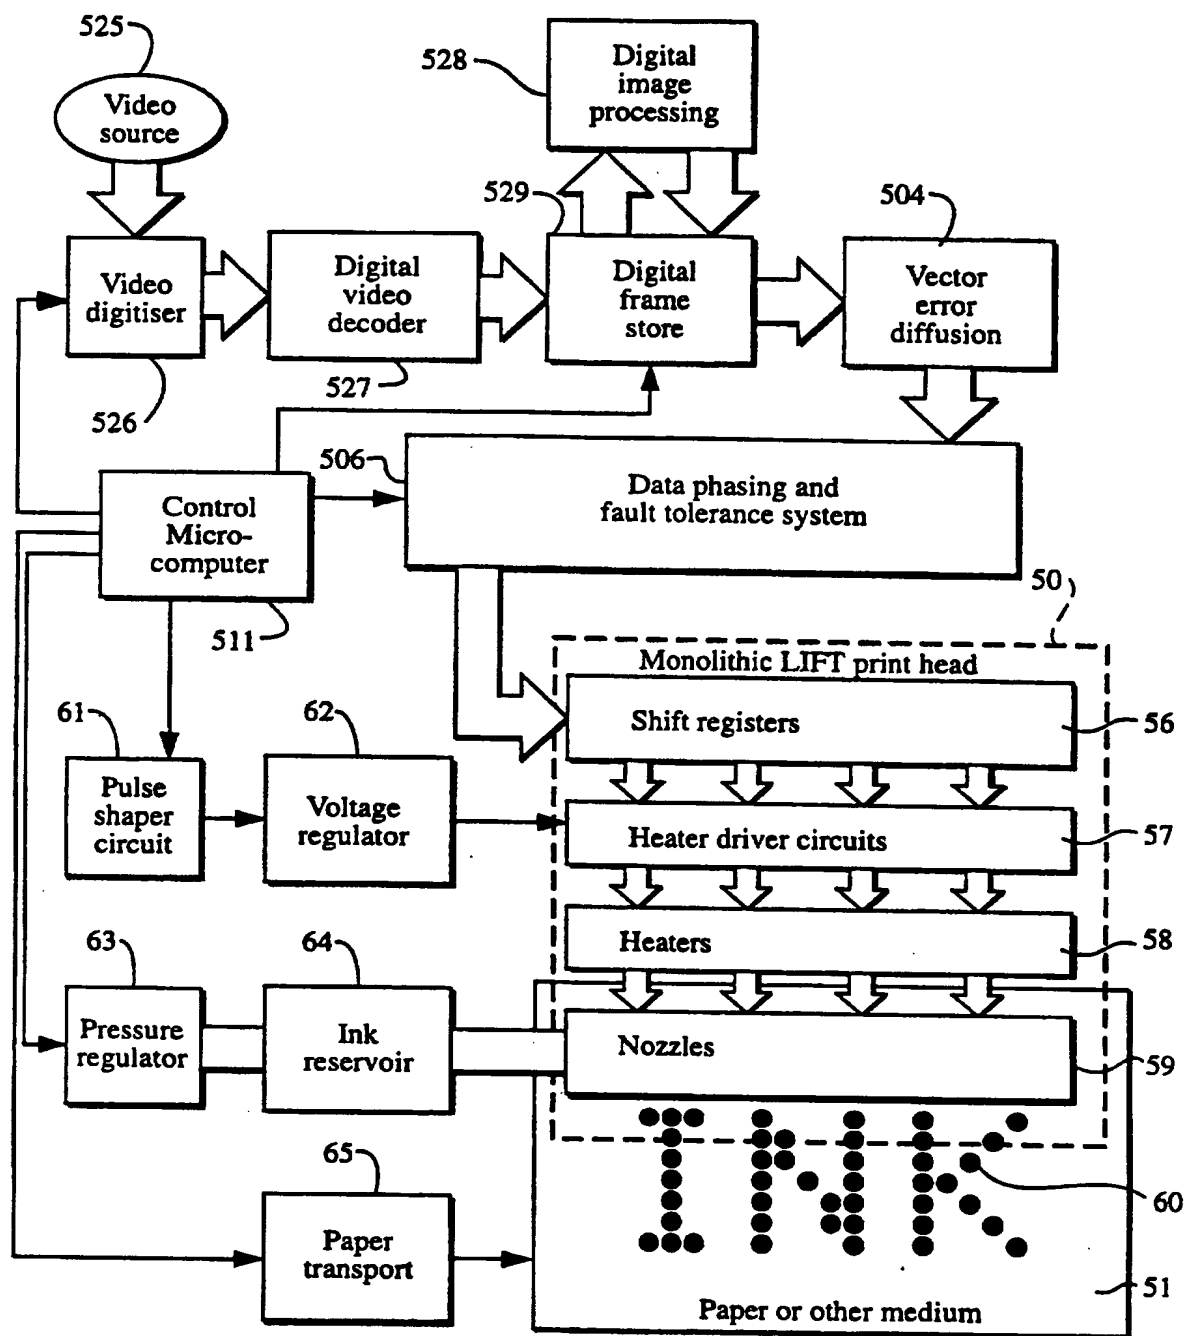 525
Video
source
528
Digital
image
processing
529
504
Video
digitiser
Digital
video
decoder
Digital
frame
store
Vector
error
diffusion
526
527
506
Control
Micro-
computer
Data phasing and
fault tolerance system
511
50
Monolithic LIFT print head
Shift registers
56
61
62
Pulse
shaper
circuit
Voltage
regulator
Heater driver circuits
57
Heaters
58
63
64
Pressure
regulator
Ink
reservoir
Nozzles
59
INK
60
65
Paper
transport
51
Paper or other medium